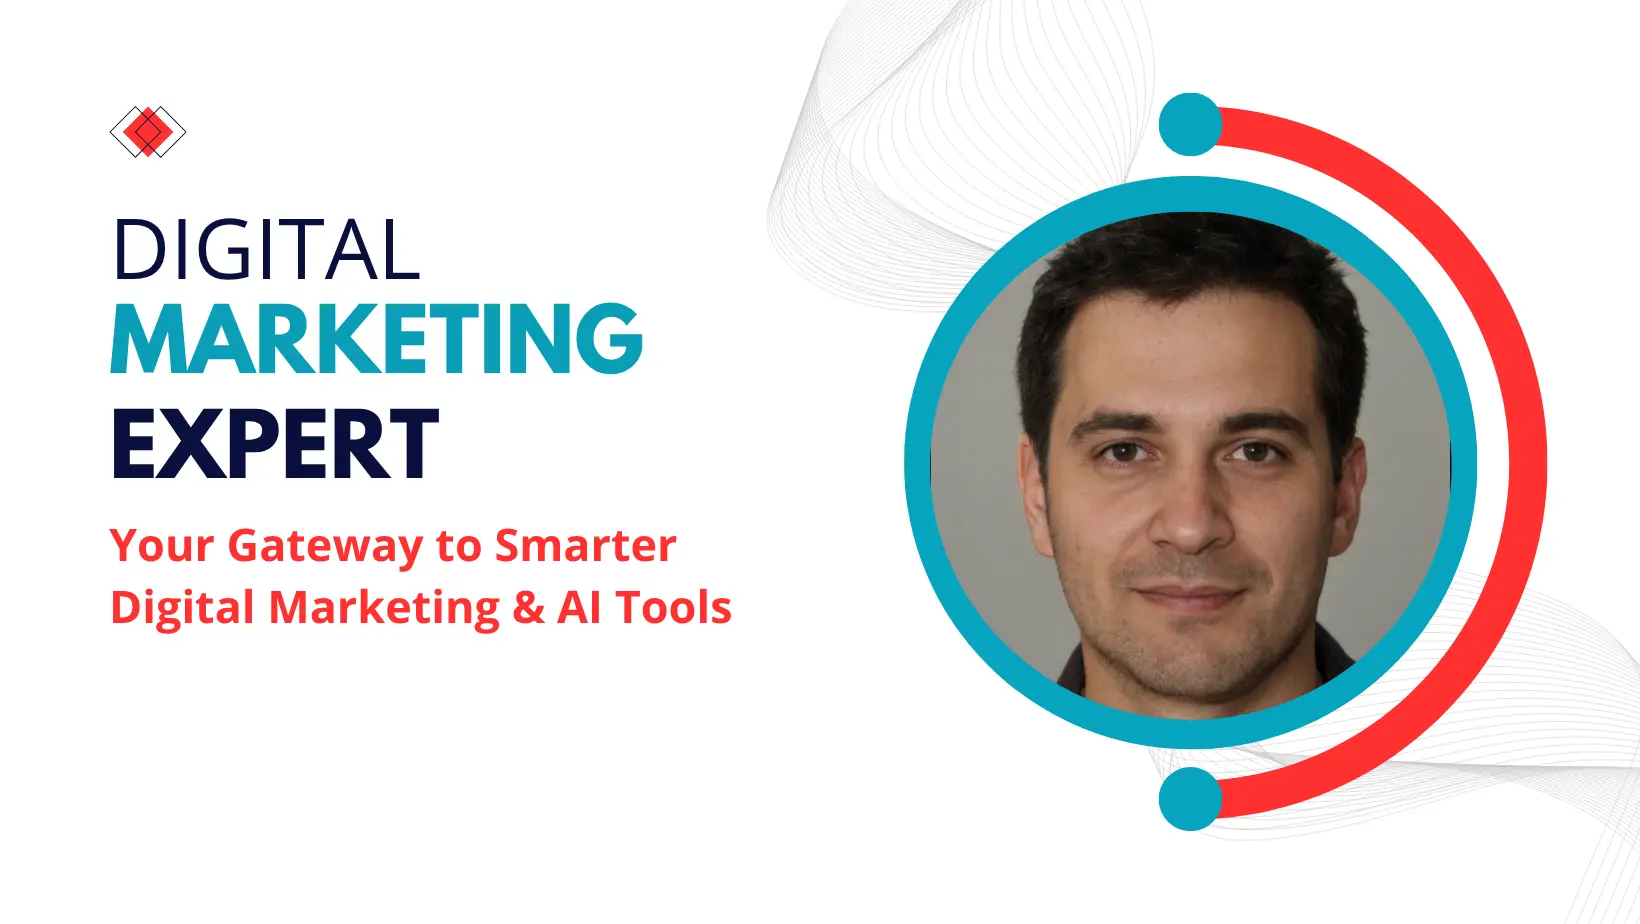 DIGITAL
MARKETING
EXPERT
Your Gateway to Smarter
Digital Marketing & AI Tools